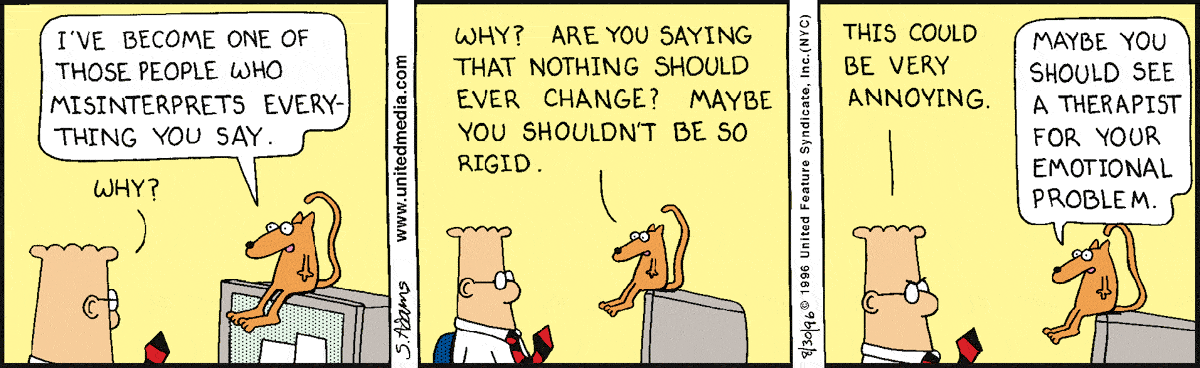 I'VE BECOME ONE OF
THOSE PEOPLE WHO
MISINTERPRETS EVERY-
THING YOU SAY.
WHY?
S. Adams
www.unitedmedia.com
WHY? ARE YOU SAYING
THAT NOTHING SHOULD
EVER CHANGE? MAYBE
YOU SHOULDN'T BE SO
RIGID.
8/30/96 © 1996 United Feature Syndicate, Inc.(NYC)
THIS COULD
BE VERY
ANNOYING.
MAYBE YOU
SHOULD SEE
A THERAPIST
FOR YOUR
EMOTIONAL
PROBLEM.